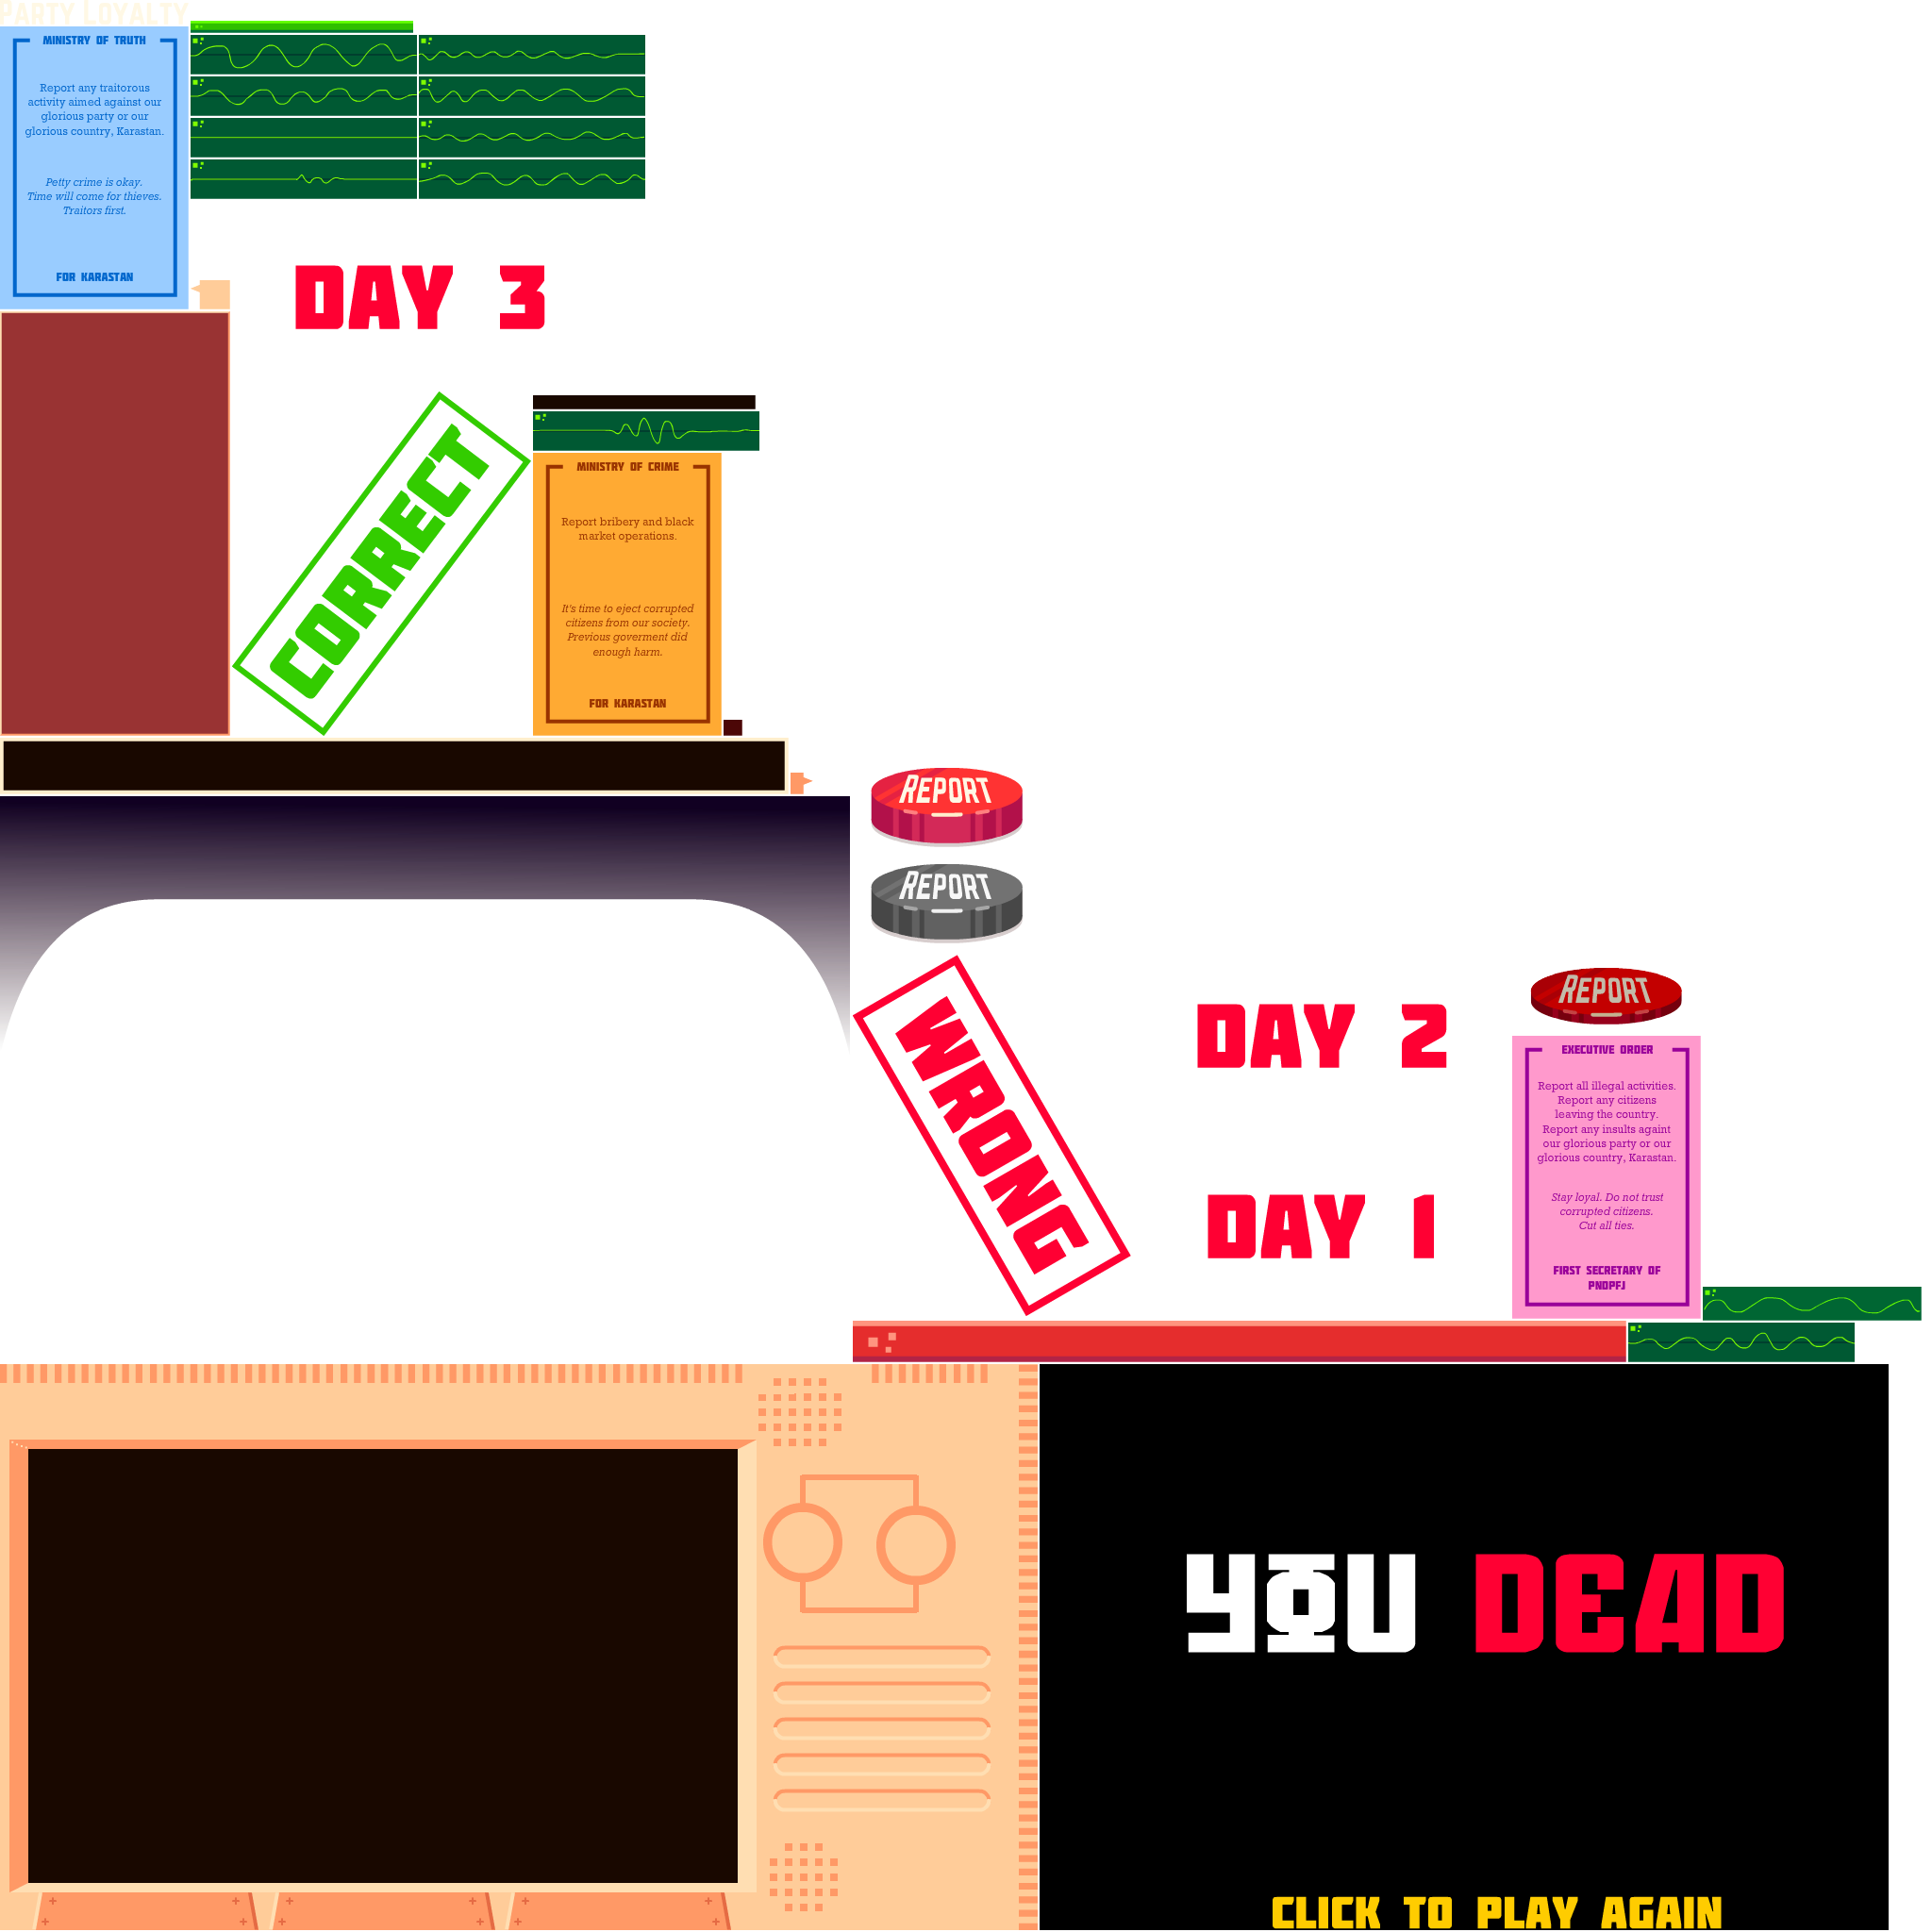 PARTY LOYALTY
MINISTRY OF TRUTH
Report any traitorous
activity aimed against our
glorious party or our
glorious country, Karastan.
Petty crime is okay.
Time will come for thieves.
Traitors first.
FOR KARASTAN
DAY 3
CORRECT
MINISTRY OF CRIME
Report bribery and black
market operations.
It's time to eject corrupted
citizens from our society.
Previous goverment did
enough harm.
FOR KARASTAN
REPORT
REPORT
WRONG
DAY 2
DAY 1
REPORT
EXECUTIVE ORDER
Report all illegal activities.
Report any citizens
leaving the country.
Report any insults againt
our glorious party or our
glorious country, Karastan.
Stay loyal. Do not trust
corrupted citizens.
Cut all ties.
FIRST SECRETARY OF
PNDPFJ
YOU DEAD
CLICK TO PLAY AGAIN